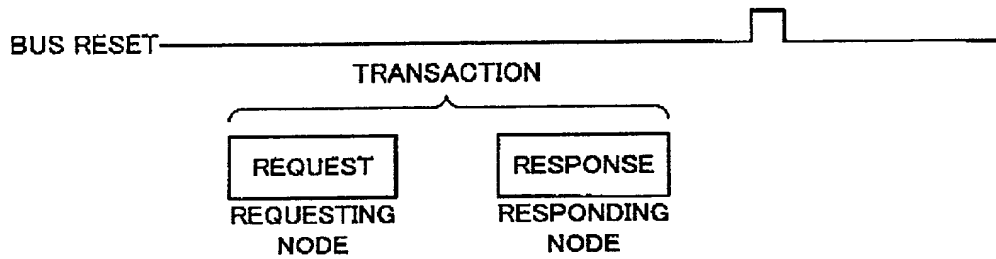 BUS RESET
TRANSACTION
REQUEST
RESPONSE
REQUESTING
NODE
RESPONDING
NODE